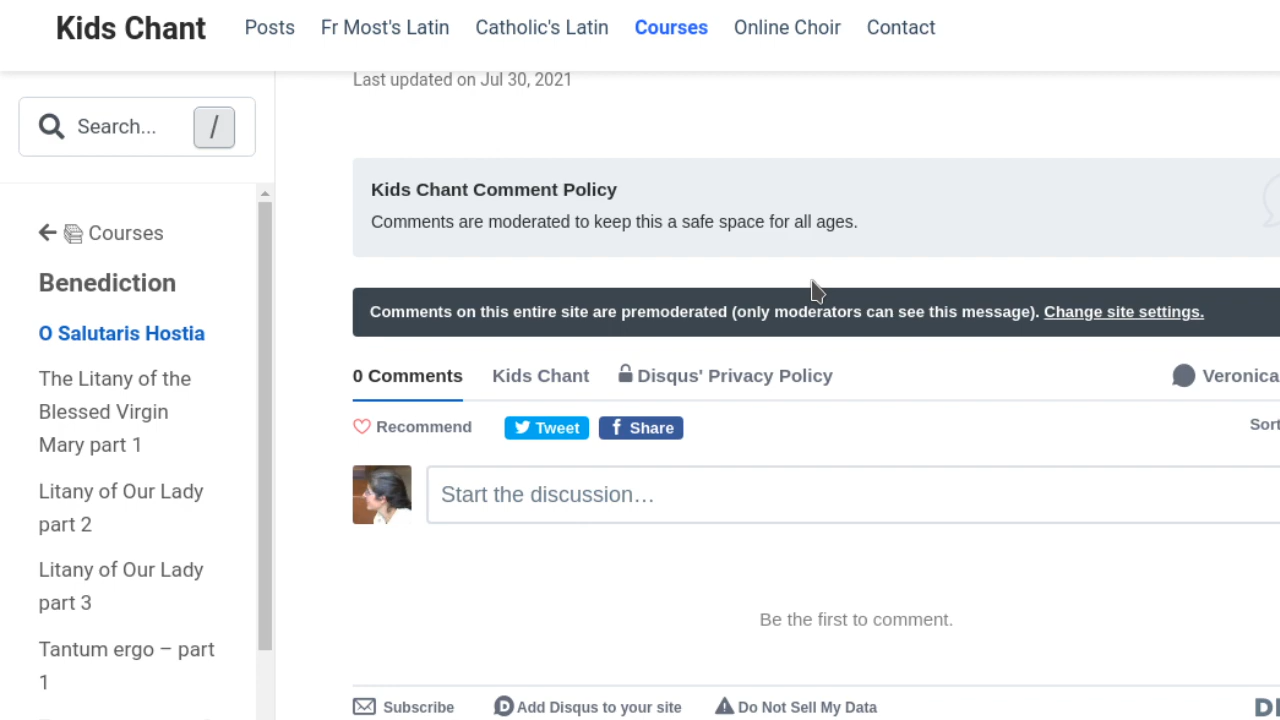 Kids Chant Posts Fr Most's Latin Catholic's Latin Courses Online Choir Contact
Search... /
Courses
Benediction
O Salutaris Hostia
The Litany of the
Blessed Virgin
Mary part 1
Litany of Our Lady
part 2
Litany of Our Lady
part 3
Tantum ergo – part
1
Last updated on Jul 30, 2021
Kids Chant Comment Policy
Comments are moderated to keep this a safe space for all ages.
Comments on this entire site are premoderated (only moderators can see this message). Change site settings.
0 Comments Kids Chant Disqus' Privacy Policy Veronica
Recommend Tweet Share Sort
Start the discussion…
Be the first to comment.
Subscribe Add Disqus to your site Do Not Sell My Data